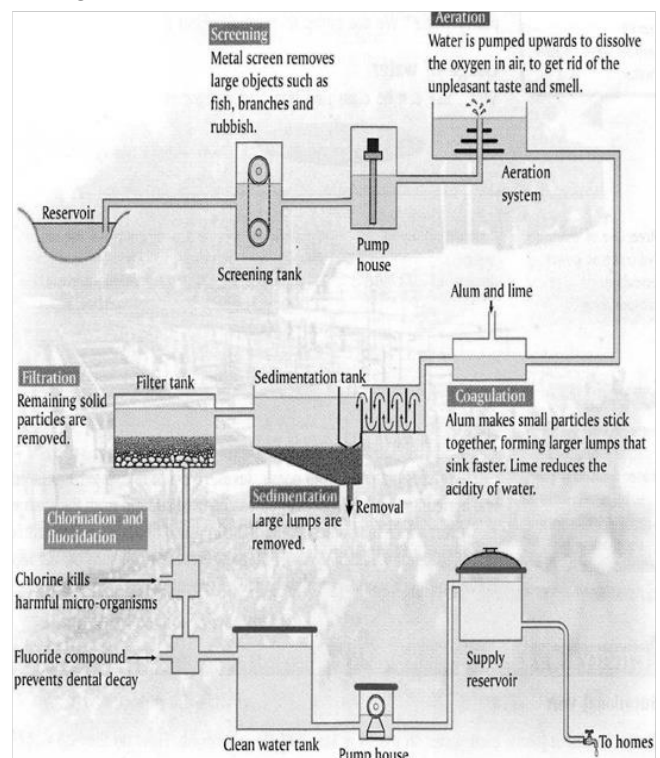 Screening
Metal screen removes
large objects such as
fish, branches and
rubbish.
Aeration
Water is pumped upwards to dissolve
the oxygen in air, to get rid of the
unpleasant taste and smell.
Reservoir
Screening tank
Pump
house
Aeration
system
Alum and lime
Filtration
Remaining solid
particles are
removed.
Filter tank
Sedimentation tank
Coagulation
Alum makes small particles stick
together, forming larger lumps that
sink faster. Lime reduces the
acidity of water.
Sedimentation
Large lumps are
removed.
Removal
Chlorination and
fluoridation
Chlorine kills
harmful micro-organisms
Fluoride compound
prevents dental decay
Clean water tank
Pump house
Supply
reservoir
To homes